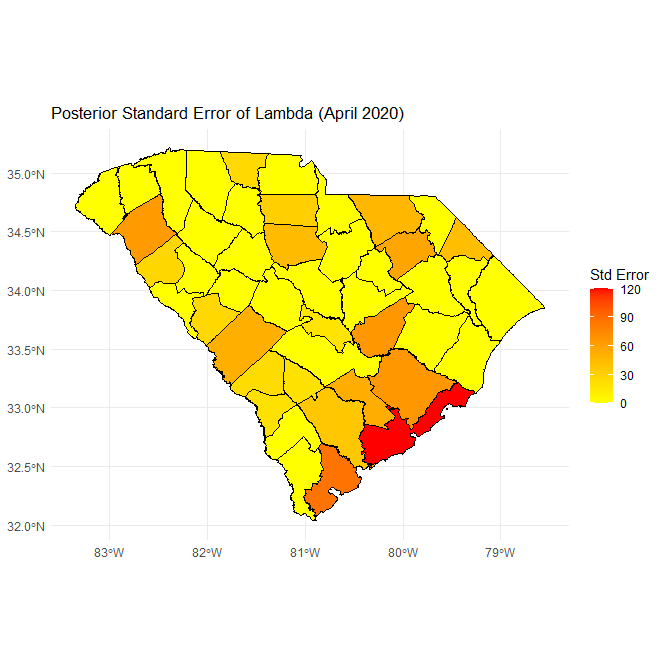 Posterior Standard Error of Lambda (April 2020)
35.0°N
34.5°N
34.0°N
33.5°N
33.0°N
32.5°N
32.0°N
83°W
82°W
81°W
80°W
79°W
Std Error
120
90
60
30
0